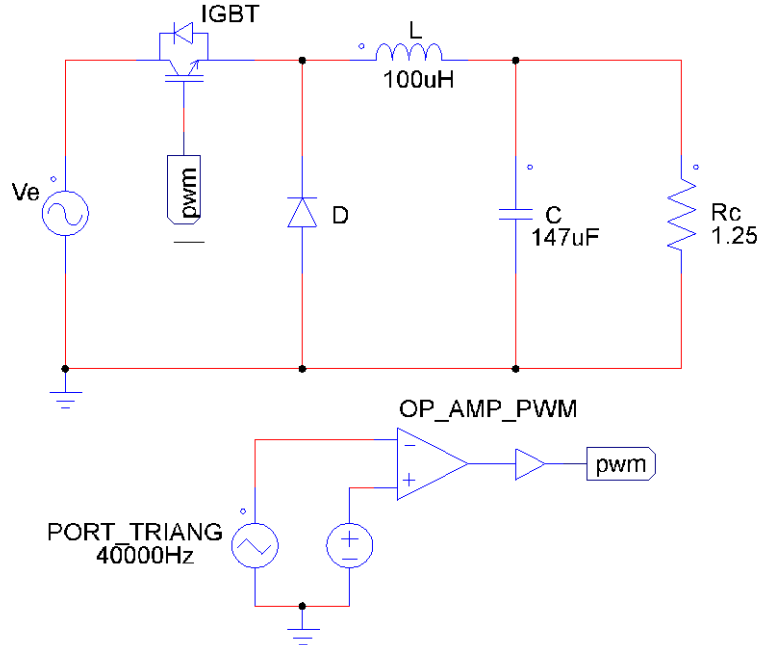 IGBT
L
100uH
Ve
pwm
D
C
147uF
Rc
1.25
OP_AMP_PWM
pwm
PORT_TRIANG
40000Hz